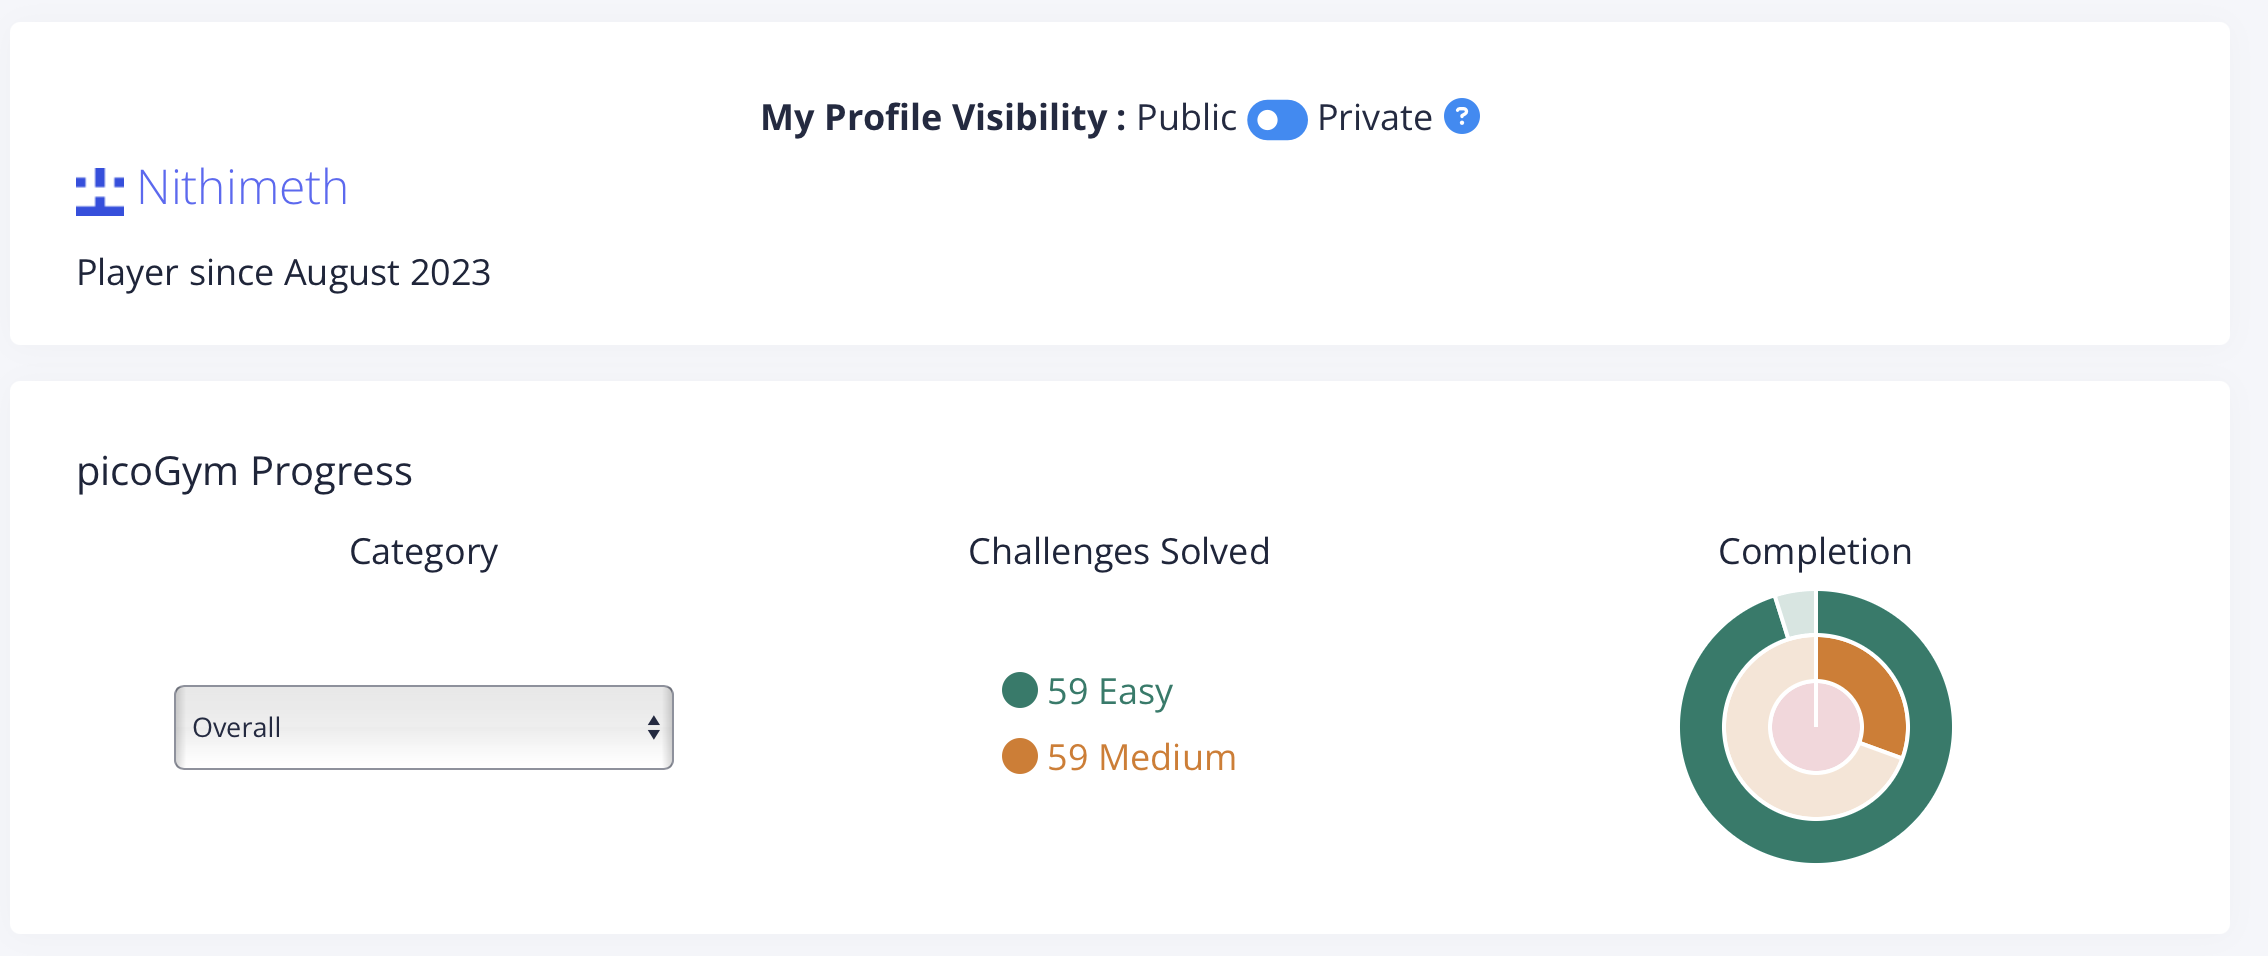 My Profile Visibility : Public Private ?
Nithimeth
Player since August 2023
picoGym Progress
Category
Challenges Solved
Completion
Overall
59 Easy
59 Medium